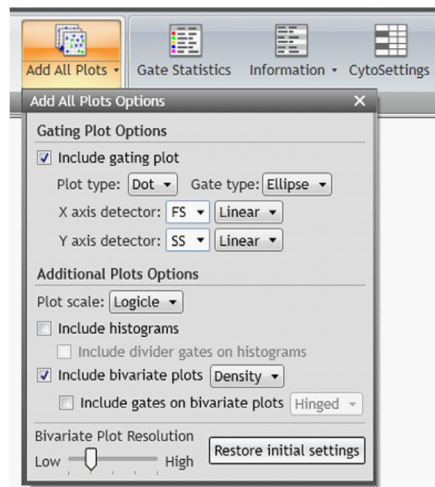 Add All Plots Gate Statistics Information CytoSettings
Add All Plots Options
Gating Plot Options
Include gating plot
Plot type: Dot Gate type: Ellipse
X axis detector: FS Linear
Y axis detector: SS Linear
Additional Plots Options
Plot scale: Logicle
Include histograms
Include divider gates on histograms
Include bivariate plots Density
Include gates on bivariate plots Hinged
Bivariate Plot Resolution
Low High Restore initial settings